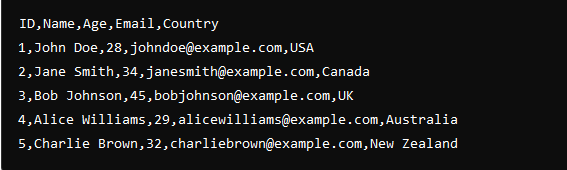 ID,Name,Age,Email,Country
1,John Doe,28,johndoe@example.com,USA
2,Jane Smith,34,janesmith@example.com,Canada
3,Bob Johnson,45,bobjohnson@example.com,UK
4,Alice Williams,29,alicewilliams@example.com,Australia
5,Charlie Brown,32,charliebrown@example.com,New Zealand